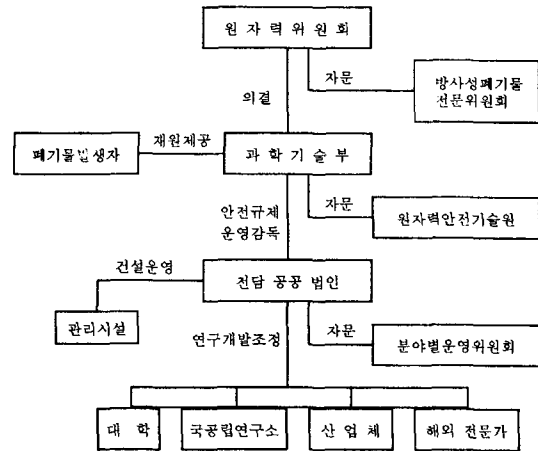 원 자 력 위 원 회
자문
방사성폐기물
전문위원회
의결
폐기물발생자
재원제공
과 학 기 술 부
안전규제
운영감독
자문
원자력안전기술원
건설운영
전담 공공 법인
관리시설
연구개발조정
자문
분야별운영위원회
대 학
국공립연구소
산 업 체
해외 전문가